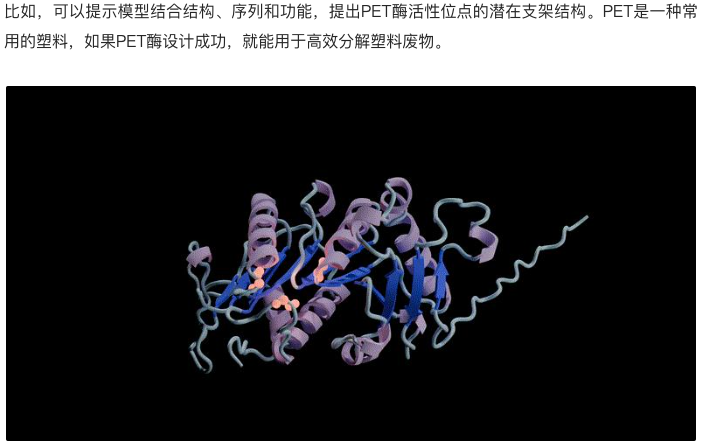 比如，可以提示模型结合结构、序列和功能，提出PET酶活性位点的潜在支架结构。PET是一种常
用的塑料，如果PET酶设计成功，就能用于高效分解塑料废物。